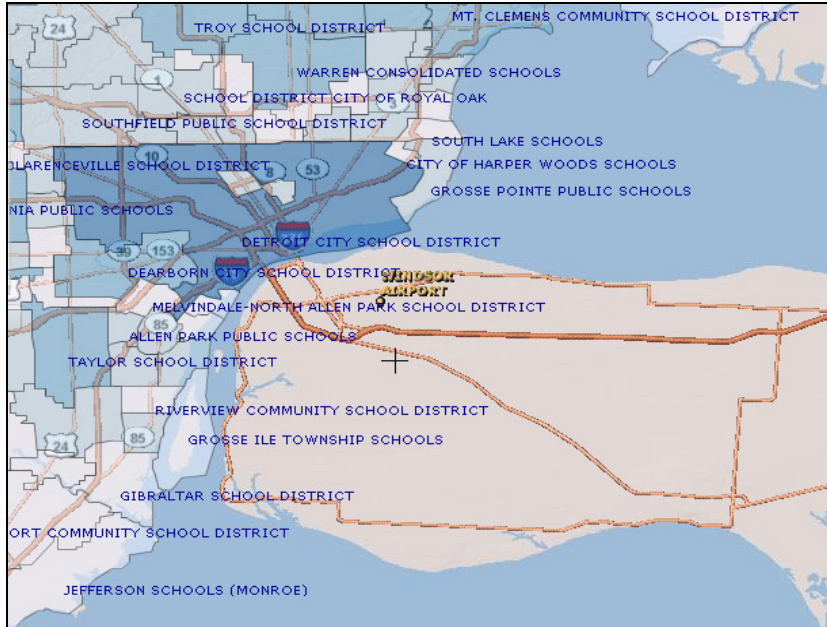 MT. CLEMENS COMMUNITY SCHOOL DISTRICT
24
TROY SCHOOL DISTRICT
WARREN CONSOLIDATED SCHOOLS
1
SCHOOL DISTRICT CITY OF ROYAL OAK
3
SOUTHFIELD PUBLIC SCHOOL DISTRICT
SOUTH LAKE SCHOOLS
10
CLARENCEVILLE SCHOOL DISTRICT
8
53
CITY OF HARPER WOODS SCHOOLS
GROSSE POINTE PUBLIC SCHOOLS
NIA PUBLIC SCHOOLS
DETROIT CITY SCHOOL DISTRICT
39
153
DEARBORN CITY SCHOOL DISTRICT
WINDSOR
AIRPORT
MELVINDALE-NORTH ALLEN PARK SCHOOL DISTRICT
85
ALLEN PARK PUBLIC SCHOOLS
TAYLOR SCHOOL DISTRICT
RIVERVIEW COMMUNITY SCHOOL DISTRICT
85
24
GROSSE ILE TOWNSHIP SCHOOLS
GIBRALTAR SCHOOL DISTRICT
ORT COMMUNITY SCHOOL DISTRICT
JEFFERSON SCHOOLS (MONROE)